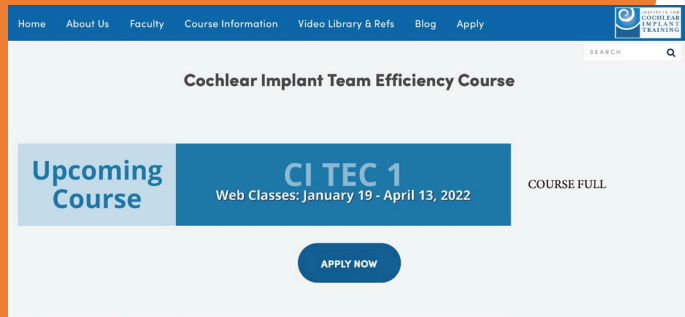 Home About Us Faculty Course Information Video Library & Refs Blog Apply
INSTITUTE FOR
COCHLEAR
IMPLANT
TRAINING
SEARCH
Cochlear Implant Team Efficiency Course
Upcoming
Course
CI TEC 1
Web Classes: January 19 - April 13, 2022
COURSE FULL
APPLY NOW